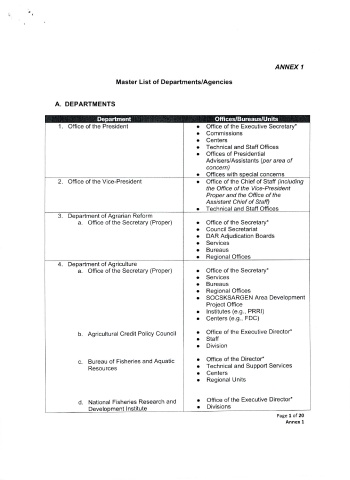 ANNEX 1
Master List of Departments/Agencies
A. DEPARTMENTS
Department
Offices/Bureaus/Units
1. Office of the President
• Office of the Executive Secretary*
• Commissions
• Centers
• Technical and Staff Offices
• Offices of Presidential
Advisers/Assistants (per area of
concern)
• Offices with special concerns
2. Office of the Vice-President
• Office of the Chief of Staff (including
the Office of the Vice-President
Proper and the Office of the
Assistant Chief of Staff)
• Technical and Staff Offices
3. Department of Agrarian Reform
a. Office of the Secretary (Proper)
• Office of the Secretary*
• Council Secretariat
• DAR Adjudication Boards
• Services
• Bureaus
• Regional Offices
4. Department of Agriculture
a. Office of the Secretary (Proper)
• Office of the Secretary*
• Services
• Bureaus
• Regional Offices
• SOCSKSARGEN Area Development
Project Office
• Institutes (e.g., PRRI)
• Centers (e.g., FDC)
b. Agricultural Credit Policy Council
• Office of the Executive Director*
• Staff
• Division
c. Bureau of Fisheries and Aquatic
Resources
• Office of the Director*
• Technical and Support Services
• Centers
• Regional Units
d. National Fisheries Research and
Development Institute
• Office of the Executive Director*
• Divisions
Page 1 of 20
Annex 1